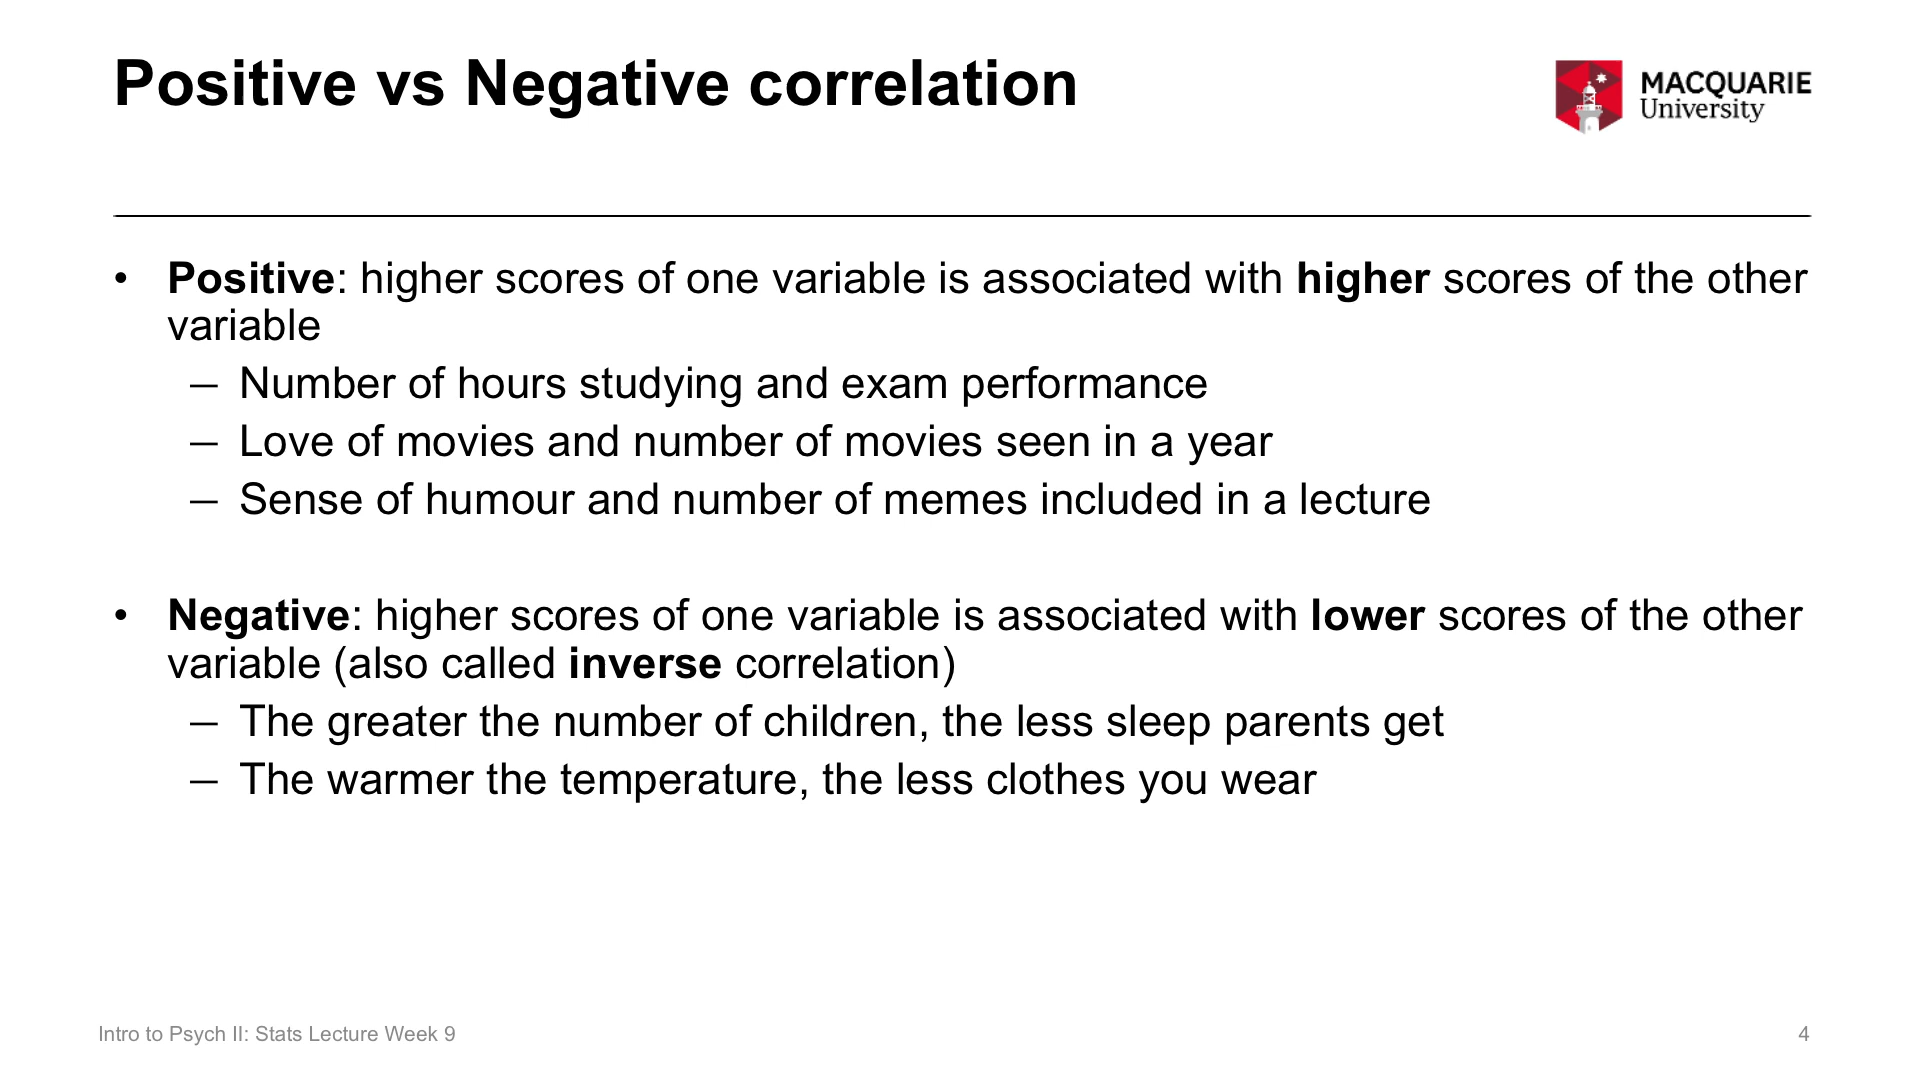 Positive vs Negative correlation
MACQUARIE
University
• Positive: higher scores of one variable is associated with higher scores of the other
variable
— Number of hours studying and exam performance
— Love of movies and number of movies seen in a year
— Sense of humour and number of memes included in a lecture
• Negative: higher scores of one variable is associated with lower scores of the other
variable (also called inverse correlation)
— The greater the number of children, the less sleep parents get
— The warmer the temperature, the less clothes you wear
Intro to Psych II: Stats Lecture Week 9
4